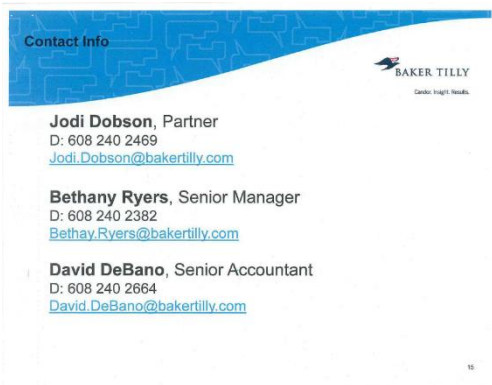 Contact Info
BAKER TILLY
Candor. Insight. Results.
Jodi Dobson, Partner
D: 608 240 2469
Jodi.Dobson@bakertilly.com
Bethany Ryers, Senior Manager
D: 608 240 2382
Bethay.Ryers@bakertilly.com
David DeBano, Senior Accountant
D: 608 240 2664
David.DeBano@bakertilly.com
15